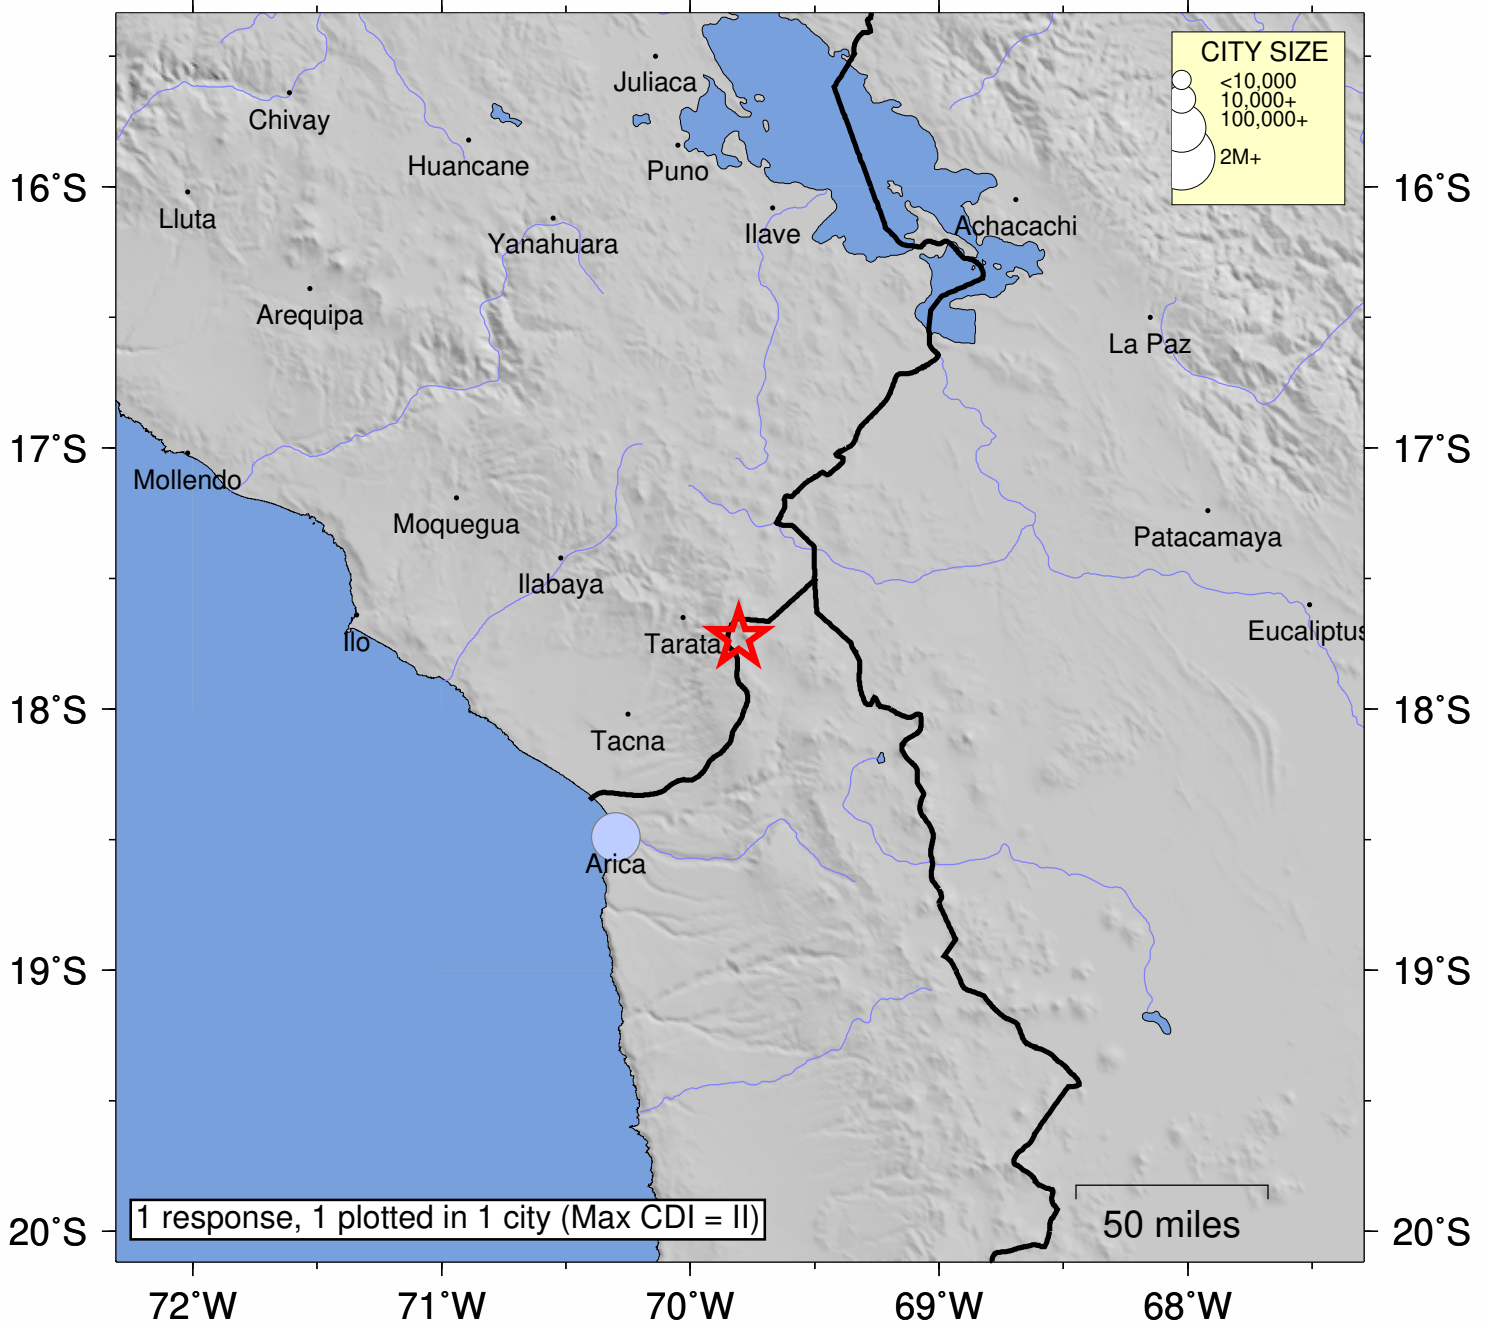 CITY SIZE
<10,000
10,000+
100,000+
2M+
Juliaca
Chivay
Huancane
Puno
16°S
16°S
Lluta
Yanahuara
Ilave
Achacachi
Arequipa
La Paz
17°S
17°S
Mollendo
Moquegua
Patacamaya
Ilabaya
Ilo
Tarata
Eucaliptus
18°S
18°S
Tacna
Arica
19°S
19°S
1 response, 1 plotted in 1 city (Max CDI = II)
50 miles
20°S
20°S
72°W
71°W
70°W
69°W
68°W